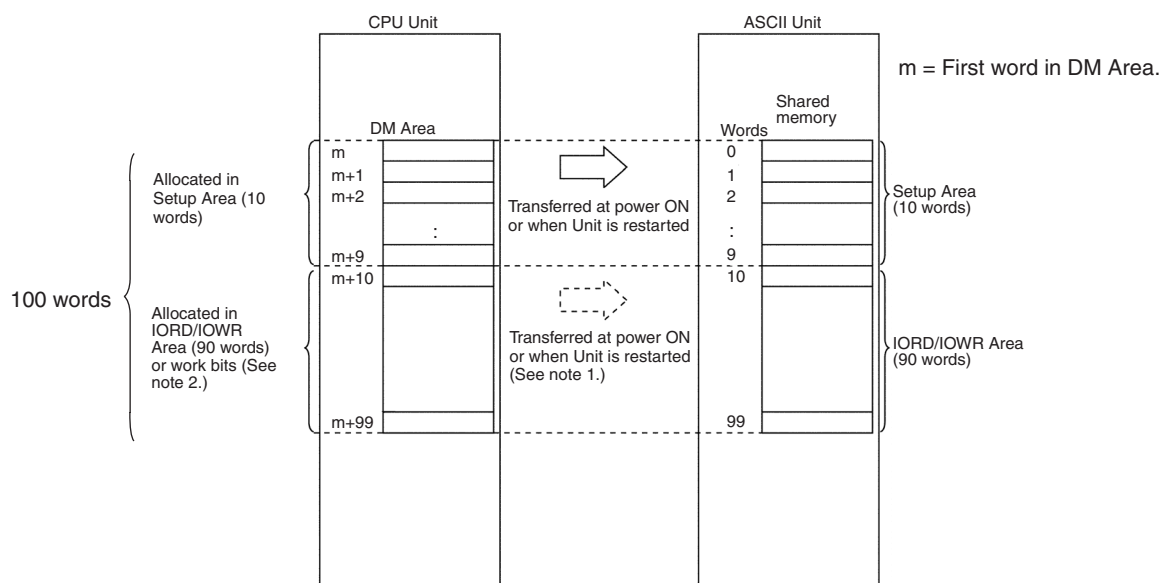 CPU Unit
ASCII Unit
m = First word in DM Area.
DM Area
Shared
memory
Words
m
m+1
m+2
:
m+9
m+10
m+99
100 words
Allocated in
Setup Area (10
words)
Allocated in
IORD/IOWR
Area (90 words)
or work bits (See
note 2.)
Transferred at power ON
or when Unit is restarted
Transferred at power ON
or when Unit is restarted
(See note 1.)
0
1
2
:
9
10
99
Setup Area
(10 words)
IORD/IOWR Area
(90 words)